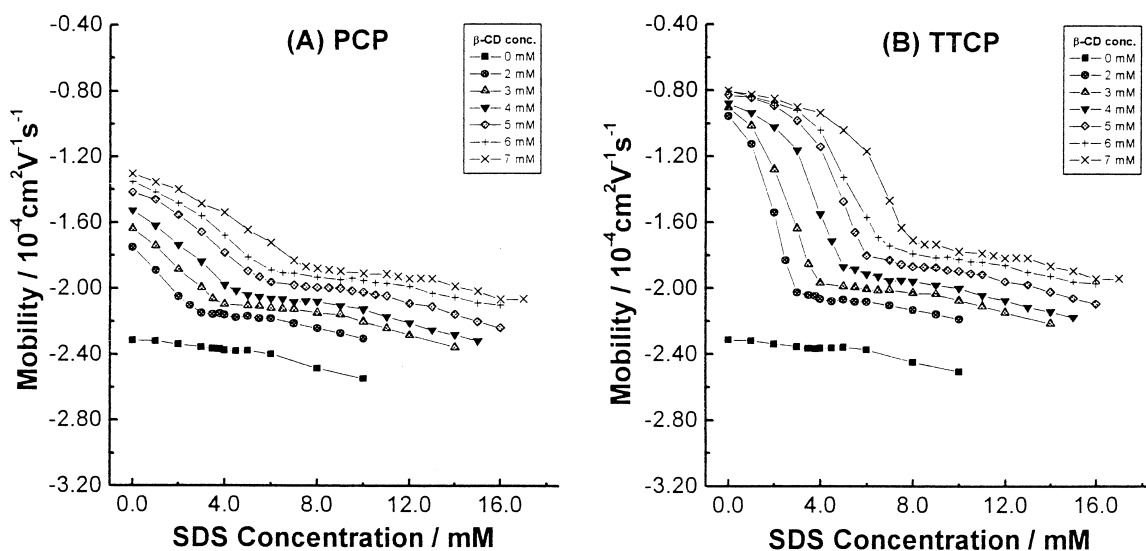 (A) PCP
β-CD conc.
0 mM
2 mM
3 mM
4 mM
5 mM
6 mM
7 mM
Mobility / 10⁻⁴cm²V⁻¹s⁻¹
-0.40
-0.80
-1.20
-1.60
-2.00
-2.40
-2.80
-3.20
0.0 4.0 8.0 12.0 16.0
SDS Concentration / mM
(B) TTCP
β-CD conc.
0 mM
2 mM
3 mM
4 mM
5 mM
6 mM
7 mM
Mobility / 10⁻⁴cm²V⁻¹s⁻¹
-0.40
-0.80
-1.20
-1.60
-2.00
-2.40
-2.80
-3.20
0.0 4.0 8.0 12.0 16.0
SDS Concentration / mM